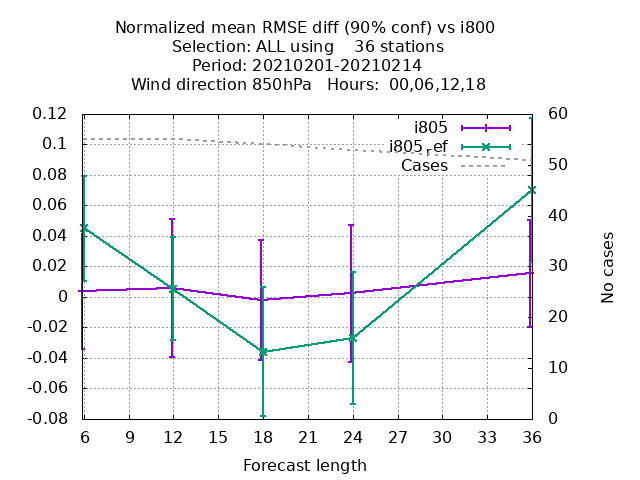 Normalized mean RMSE diff (90% conf) vs i800
Selection: ALL using    36 stations
Period: 20210201-20210214
Wind direction 850hPa   Hours:  00,06,12,18
0.12
0.1
0.08
0.06
0.04
0.02
0
-0.02
-0.04
-0.06
-0.08
60
50
40
30
20
10
0
No cases
i805
i805_ef
Cases
6 9 12 15 18 21 24 27 30 33 36
Forecast length